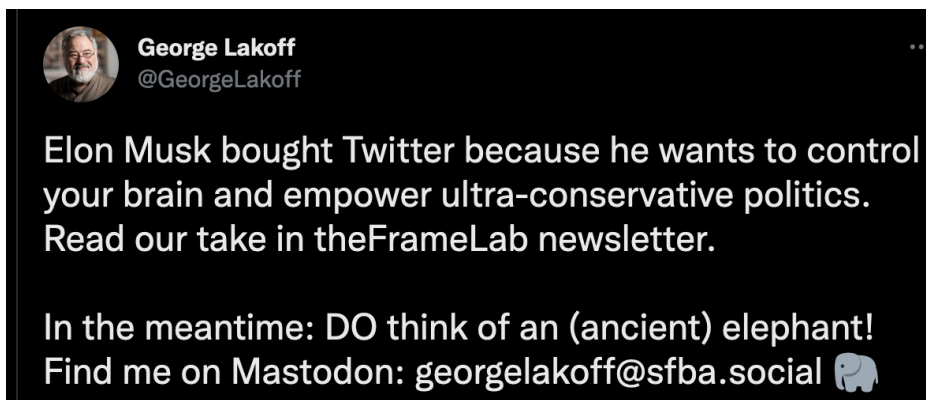 George Lakoff
@GeorgeLakoff
Elon Musk bought Twitter because he wants to control
your brain and empower ultra-conservative politics.
Read our take in theFrameLab newsletter.
In the meantime: DO think of an (ancient) elephant!
Find me on Mastodon: georgelakoff@sfba.social 🐘